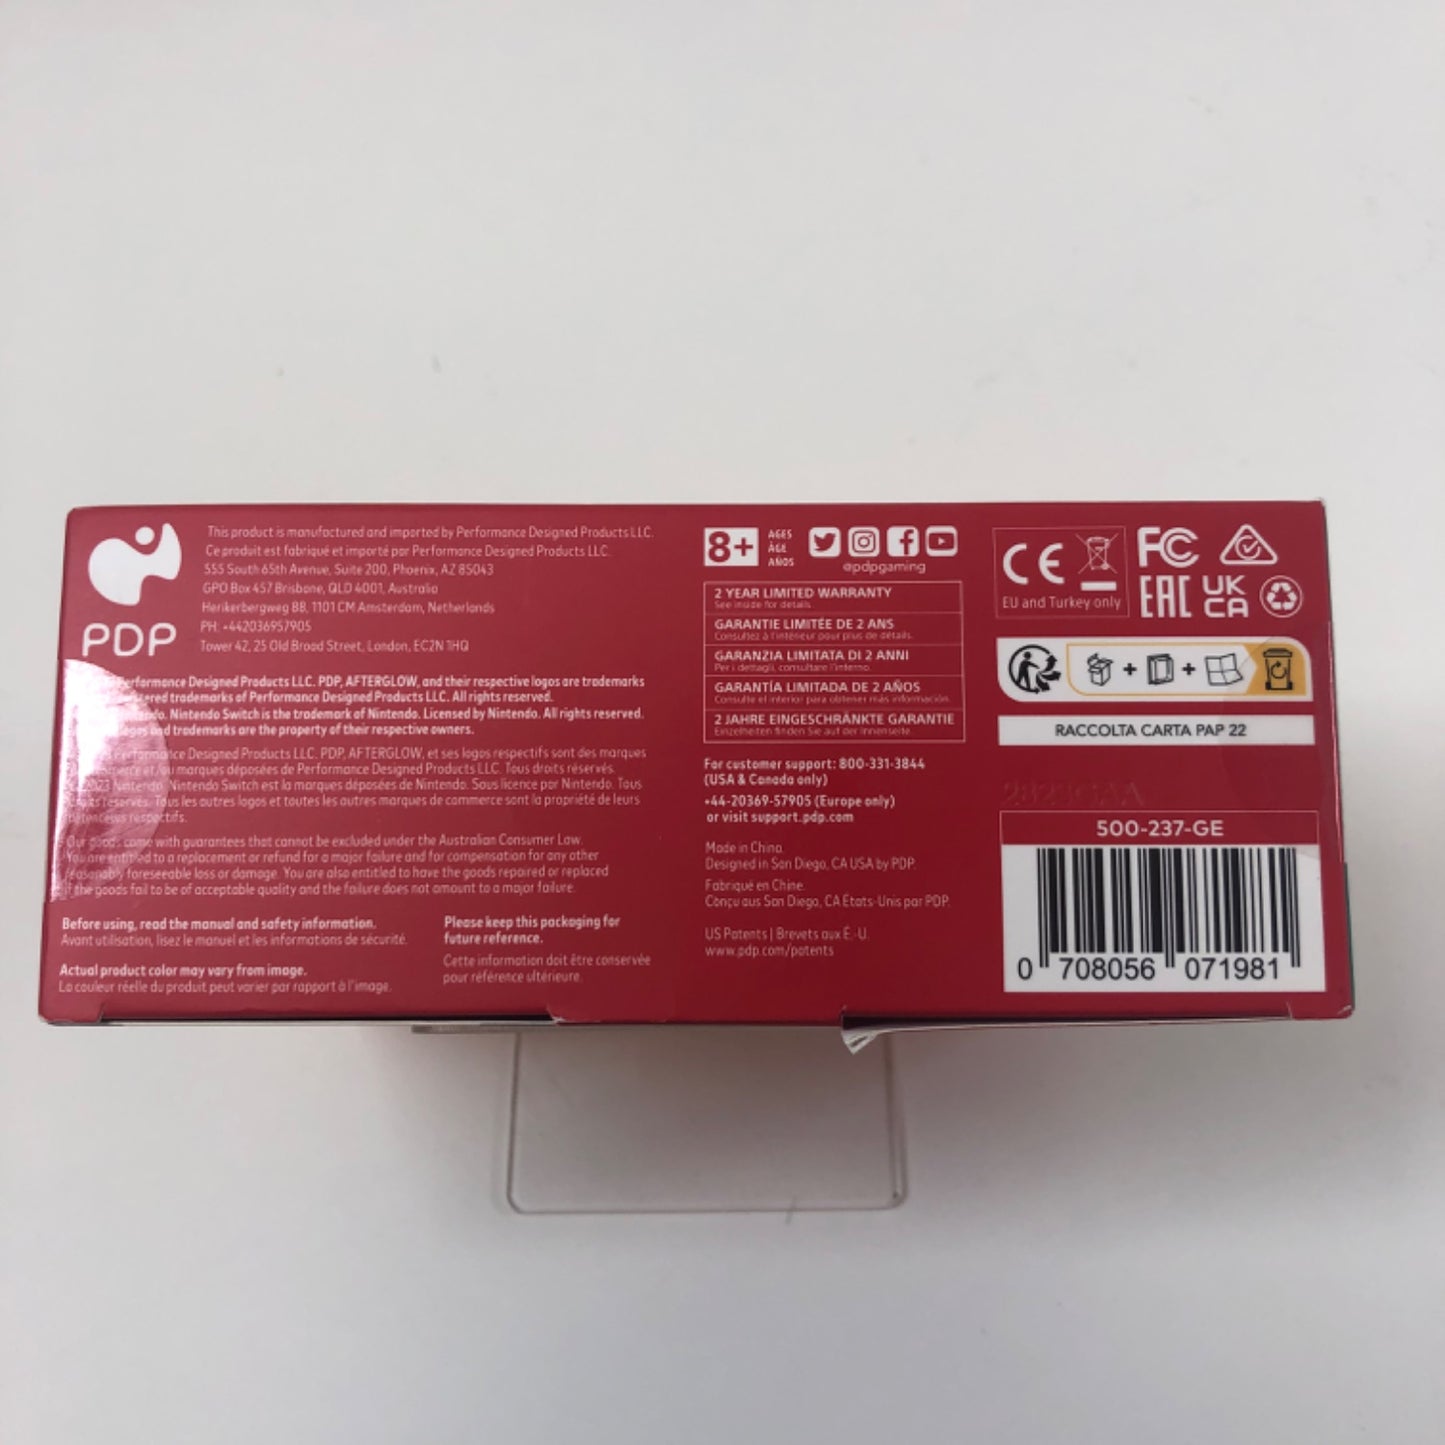 PDP
This product is manufactured and imported by Performance Designed Products LLC.
Ce produit est fabriqué et importé par Performance Designed Products LLC.
555 South 65th Avenue, Suite 200, Phoenix, AZ 85043
GPO Box 457 Brisbane, QLD 4001, Australia
Herikerbergweg 88, 1101 CM Amsterdam, Netherlands
PH: +442036957905
Tower 42, 25 Old Broad Street, London, EC2N 1HQ
Performance Designed Products LLC. PDP, AFTERGLOW, and their respective logos are trademarks
trademarks of Performance Designed Products LLC. All rights reserved.
Nintendo. Nintendo Switch is the trademark of Nintendo. Licensed by Nintendo. All rights reserved.
logos and trademarks are the property of their respective owners.
Performance Designed Products LLC. PDP, AFTERGLOW, et ses logos respectifs sont des marques
commerce et/ou marques déposées de Performance Designed Products LLC. Tous droits réservés.
2023 Nintendo. Nintendo Switch est la marques déposées de Nintendo. Sous licence par Nintendo. Tous
droits réservés. Tous les autres logos et toutes les autres marques de commerce sont la propriété de leurs
détenteurs respectifs.
Our goods come with guarantees that cannot be excluded under the Australian Consumer Law.
You are entitled to a replacement or refund for a major failure and for compensation for any other
reasonably foreseeable loss or damage. You are also entitled to have the goods repaired or replaced
if the goods fail to be of acceptable quality and the failure does not amount to a major failure.
Before using, read the manual and safety information.
Avant utilisation, lisez le manuel et les informations de sécurité.
Actual product color may vary from image.
La couleur réelle du produit peut varier par rapport à l'image.
Please keep this packaging for
future reference.
Cette information doit être conservée
pour référence ultérieure.
8+
AGES
ÂGE
AÑOS
@pdpgaming
2 YEAR LIMITED WARRANTY
See inside for details.
GARANTIE LIMITÉE DE 2 ANS
Consultez à l'intérieur pour plus de détails.
GARANZIA LIMITATA DI 2 ANNI
Per i dettagli, consultare l'interno.
GARANTÍA LIMITADA DE 2 AÑOS
Consulte el interior para obtener más información.
2 JAHRE EINGESCHRÄNKTE GARANTIE
Einzelheiten finden Sie auf der Innenseite.
For customer support: 800-331-3844
(USA & Canada only)
+44-20369-57905 (Europe only)
or visit support.pdp.com
Made in China.
Designed in San Diego, CA USA by PDP.
Fabriqué en Chine.
Conçu aus San Diego, CA États-Unis par PDP.
US Patents | Brevets aux É.-U.
www.pdp.com/patents
CE
EU and Turkey only
FC
EAC
UK
CA
RACCOLTA CARTA PAP 22
500-237-GE
0 708056 071981